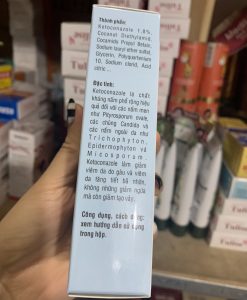 Thành phần:
Ketoconazole 1,8%,
Coconut Diethylamid,
Cocamido Propyl Betain,
Sodium lauryl ether sulfat,
Glycerin, Polyquarternium
10, Sodium clorid, Acid
citric...
Đặc tính:
Ketoconazole là chất
kháng nấm phổ rộng hiệu
quả đối với các nấm men
như Pityrosporum ovale,
các chủng Candida và
các nấm ngoài da như
Trichophyton,
Epidermophyton và
Microsporum.
Ketoconazole làm giảm
viêm da do gàu và viêm
da tăng tiết bã nhờn,
không những giảm ngứa
mà còn giảm tạo vảy.
Công dụng, cách dùng:
xem hướng dẫn sử dụng
trong hộp.